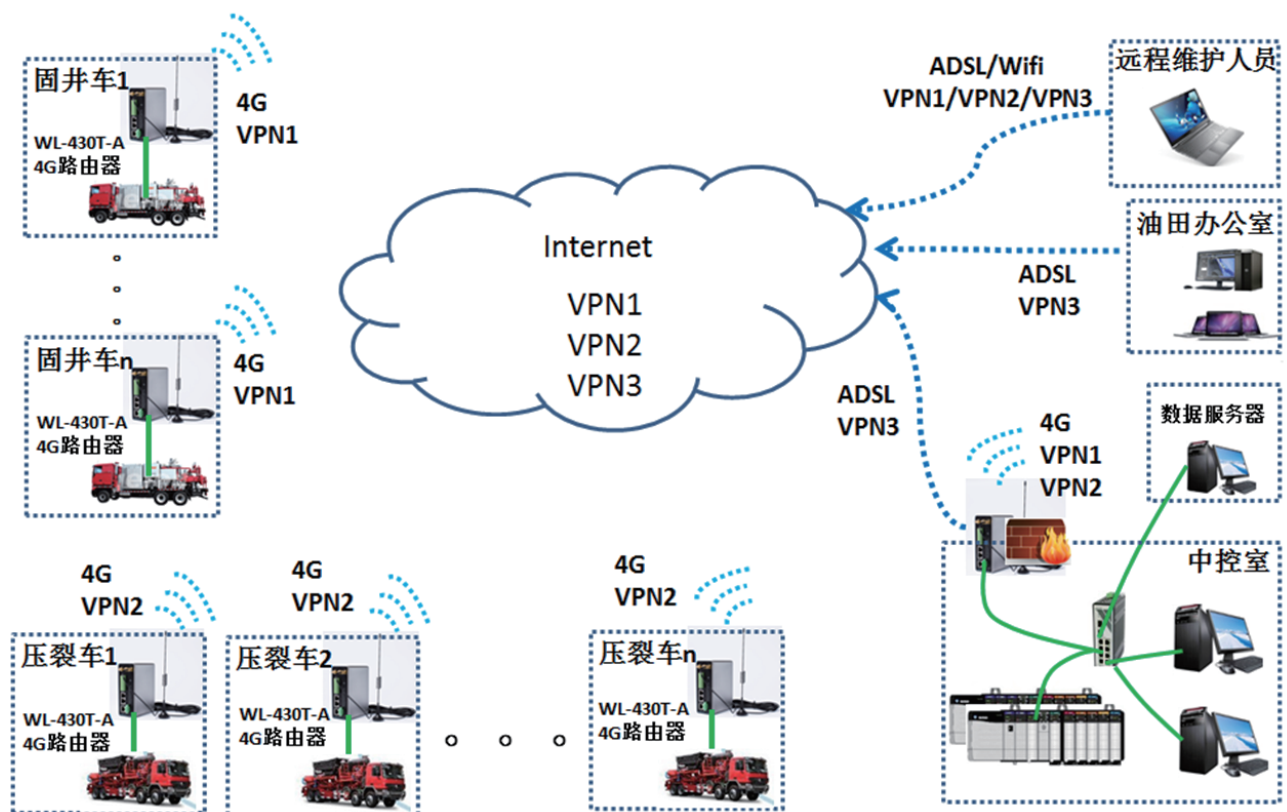 固井车1
4G
VPN1
WL-430T-A
4G路由器
固井车n
4G
VPN1
WL-430T-A
4G路由器
Internet
VPN1
VPN2
VPN3
ADSL/Wifi
VPN1/VPN2/VPN3
远程维护人员
油田办公室
ADSL
VPN3
ADSL
VPN3
4G
VPN1
VPN2
数据服务器
中控室
4G
VPN2
压裂车1
WL-430T-A
4G路由器
4G
VPN2
压裂车2
WL-430T-A
4G路由器
4G
VPN2
压裂车n
WL-430T-A
4G路由器